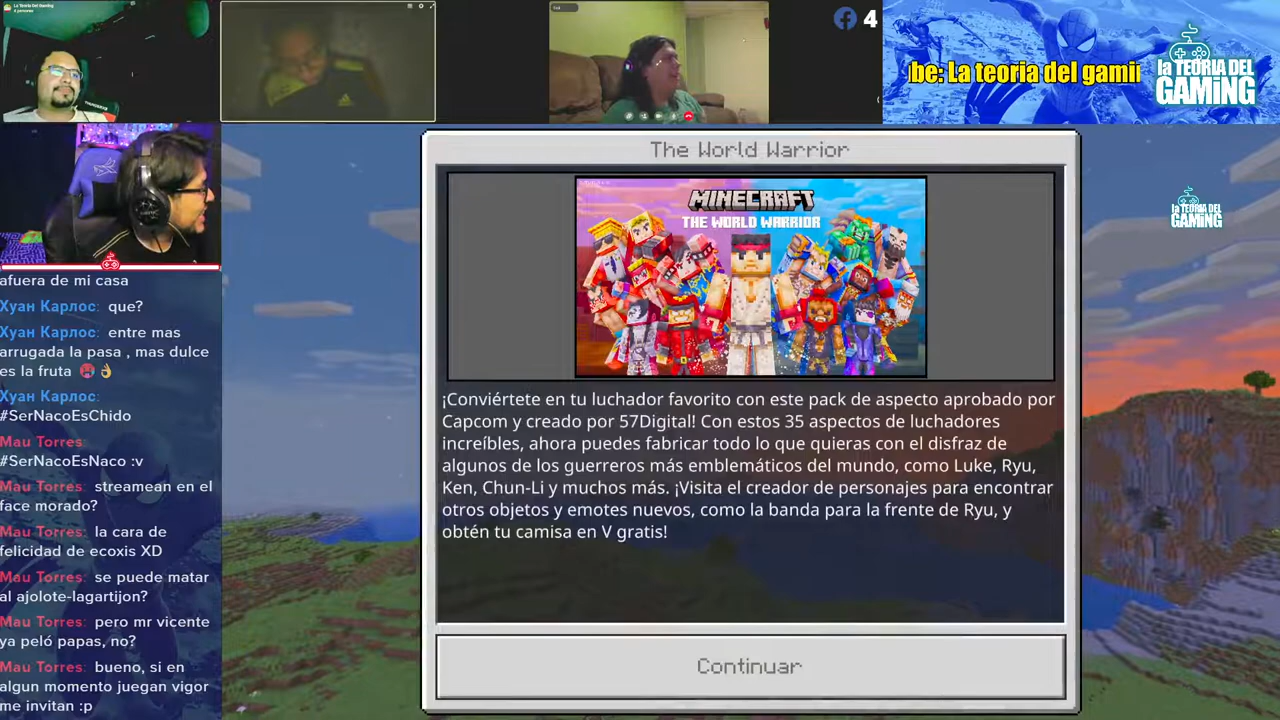 La Teoria Del Gaming
4
be: La teoria del gamii
la TEORIA DEL
GAMING
The World Warrior
MINECRAFT
THE WORLD WARRIOR
la TEORIA DEL
GAMING
afuera de mi casa
Хуан Карлос: que?
Хуан Карлос: entre mas
arrugada la pasa , mas dulce
es la fruta 🥵👌
Хуан Карлос:
#SerNacoEsChido
Mau Torres:
#SerNacoEsNaco :v
Mau Torres: streamean en el
face morado?
Mau Torres: la cara de
felicidad de ecoxis XD
Mau Torres: se puede matar
al ajolote-lagartijon?
Mau Torres: pero mr vicente
ya peló papas, no?
Mau Torres: bueno, si en
algun momento juegan vigor
me invitan :p
¡Conviértete en tu luchador favorito con este pack de aspecto aprobado por
Capcom y creado por 57Digital! Con estos 35 aspectos de luchadores
increíbles, ahora puedes fabricar todo lo que quieras con el disfraz de
algunos de los guerreros más emblemáticos del mundo, como Luke, Ryu,
Ken, Chun-Li y muchos más. ¡Visita el creador de personajes para encontrar
otros objetos y emotes nuevos, como la banda para la frente de Ryu, y
obtén tu camisa en V gratis!
Continuar